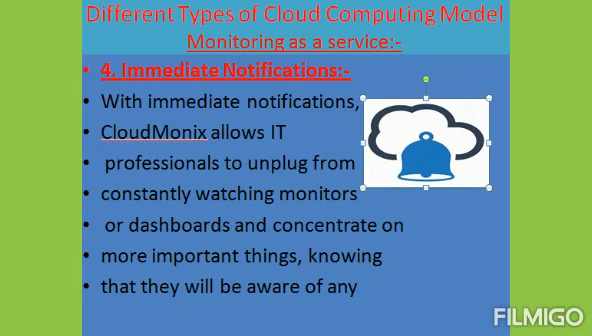 Different Types of Cloud Computing Model
Monitoring as a service:-
• 4. Immediate Notifications:-
• With immediate notifications,
• CloudMonix allows IT
• professionals to unplug from
• constantly watching monitors
• or dashboards and concentrate on
• more important things, knowing
• that they will be aware of any
FILMIGO